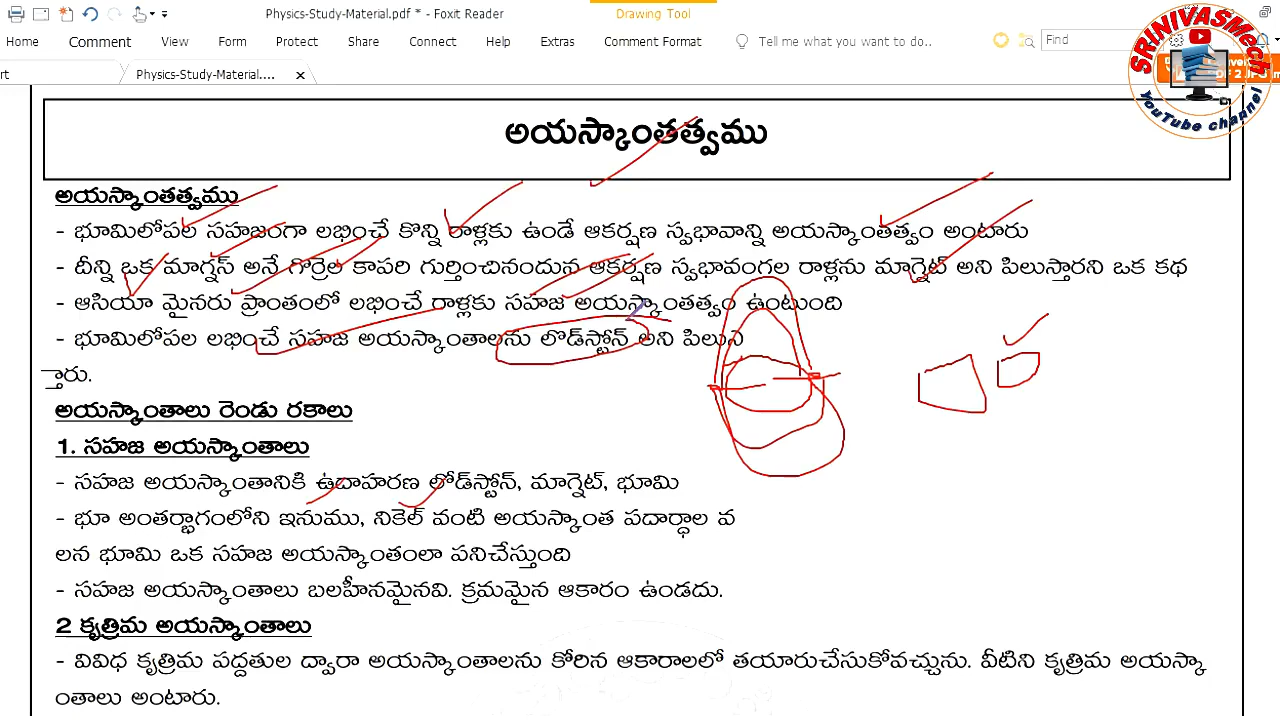 Physics-Study-Material.pdf * - Foxit Reader
Drawing Tool
Home Comment View Form Protect Share Connect Help Extras Comment Format Tell me what you want to do.. Find
rt Physics-Study-Material....
SRINIVASMech
YouTube channel
అయస్కాంతత్వము
అయస్కాంతత్వము
- భూమిలోపల సహజంగా లభించే కొన్ని రాళ్లకు ఉండే ఆకర్షణ స్వభావాన్ని అయస్కాంతత్వం అంటారు
- దీన్ని ఒక మాగ్నస్ అనే గొర్రెల కాపరి గుర్తించినందున ఆకర్షణ స్వభావంగల రాళ్లను మాగ్నెట్ అని పిలుస్తారని ఒక కథ
- ఆసియా మైనరు ప్రాంతంలో లభించే రాళ్లకు సహజ అయస్కాంతత్వం ఉంటుంది
- భూమిలోపల లభించే సహజ అయస్కాంతాలను లొడ్‌స్టోన్ అని పిలుస
్తారు.
అయస్కాంతాలు రెండు రకాలు
1. సహజ అయస్కాంతాలు
- సహజ అయస్కాంతానికి ఉదాహరణ లోడ్‌స్టోన్, మాగ్నెట్, భూమి
- భూ అంతర్భాగంలోని ఇనుము, నికెల్ వంటి అయస్కాంత పదార్థాల వ
లన భూమి ఒక సహజ అయస్కాంతంలా పనిచేస్తుంది
- సహజ అయస్కాంతాలు బలహీనమైనవి. క్రమమైన ఆకారం ఉండదు.
2 కృత్రిమ అయస్కాంతాలు
- వివిధ కృత్రిమ పద్దతుల ద్వారా అయస్కాంతాలను కోరిన ఆకారాలలో తయారుచేసుకోవచ్చును. వీటిని కృత్రిమ అయస్కా
ంతాలు అంటారు.